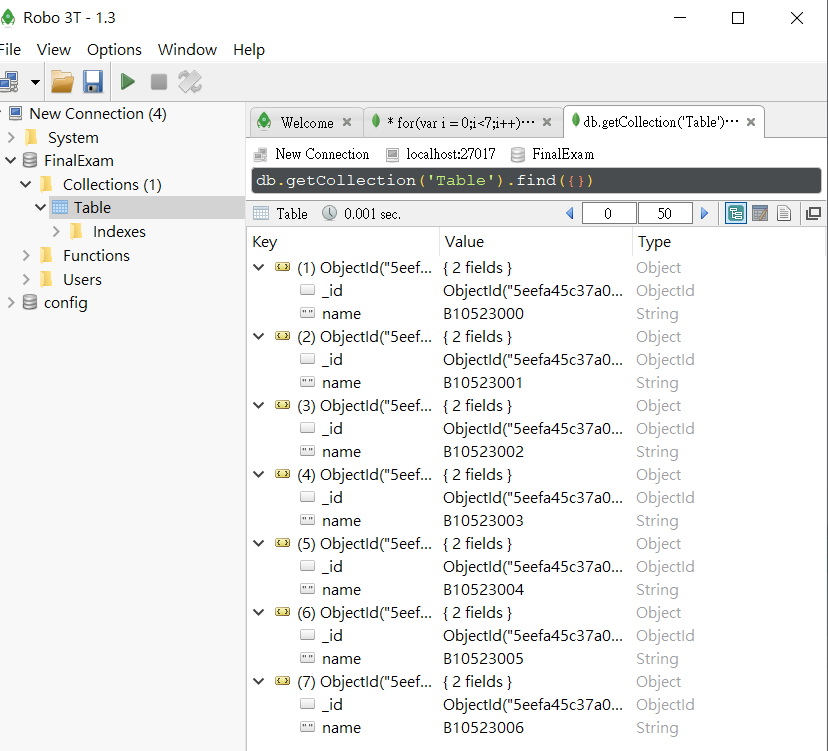 Robo 3T - 1.3
File View Options Window Help
New Connection (4)
System
FinalExam
Collections (1)
Table
Indexes
Functions
Users
config
Welcome
* for(var i = 0;i<7;i++)···
db.getCollection('Table')···
New Connection localhost:27017 FinalExam
db.getCollection('Table').find({})
Table 0.001 sec. 0 50
Key Value Type
(1) ObjectId("5eef... { 2 fields } Object
_id ObjectId("5eefa45c37a0... ObjectId
name B10523000 String
(2) ObjectId("5eef... { 2 fields } Object
_id ObjectId("5eefa45c37a0... ObjectId
name B10523001 String
(3) ObjectId("5eef... { 2 fields } Object
_id ObjectId("5eefa45c37a0... ObjectId
name B10523002 String
(4) ObjectId("5eef... { 2 fields } Object
_id ObjectId("5eefa45c37a0... ObjectId
name B10523003 String
(5) ObjectId("5eef... { 2 fields } Object
_id ObjectId("5eefa45c37a0... ObjectId
name B10523004 String
(6) ObjectId("5eef... { 2 fields } Object
_id ObjectId("5eefa45c37a0... ObjectId
name B10523005 String
(7) ObjectId("5eef... { 2 fields } Object
_id ObjectId("5eefa45c37a0... ObjectId
name B10523006 String